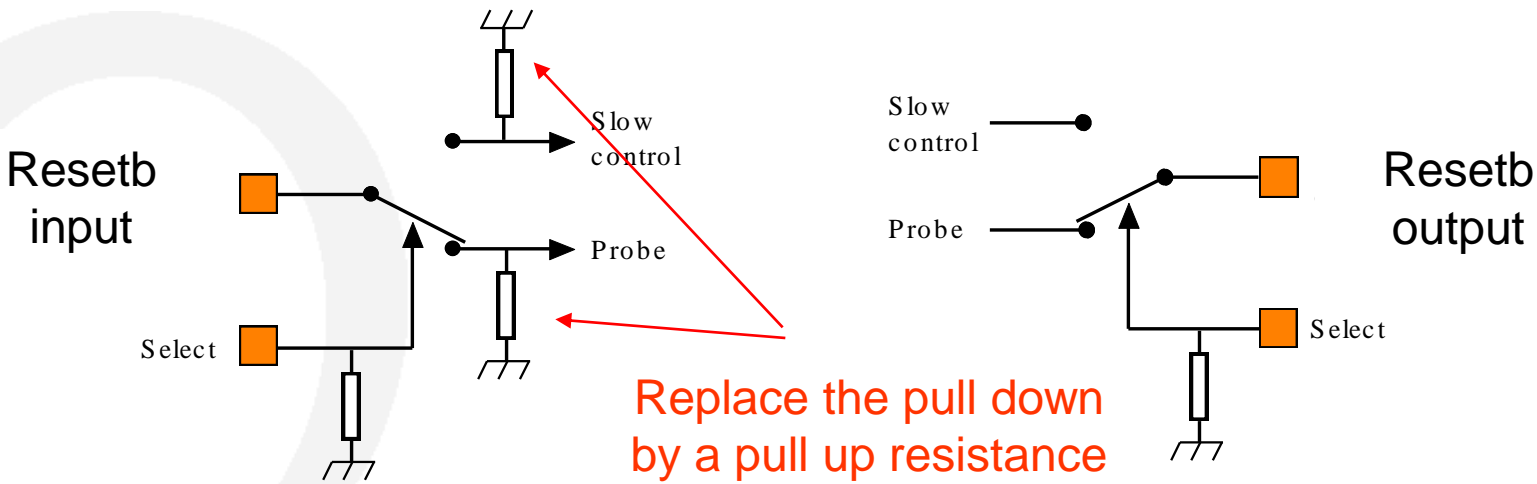 Resetb
input
Slow
control
Probe
Select
Slow
control
Probe
Resetb
output
Select
Replace the pull down
by a pull up resistance